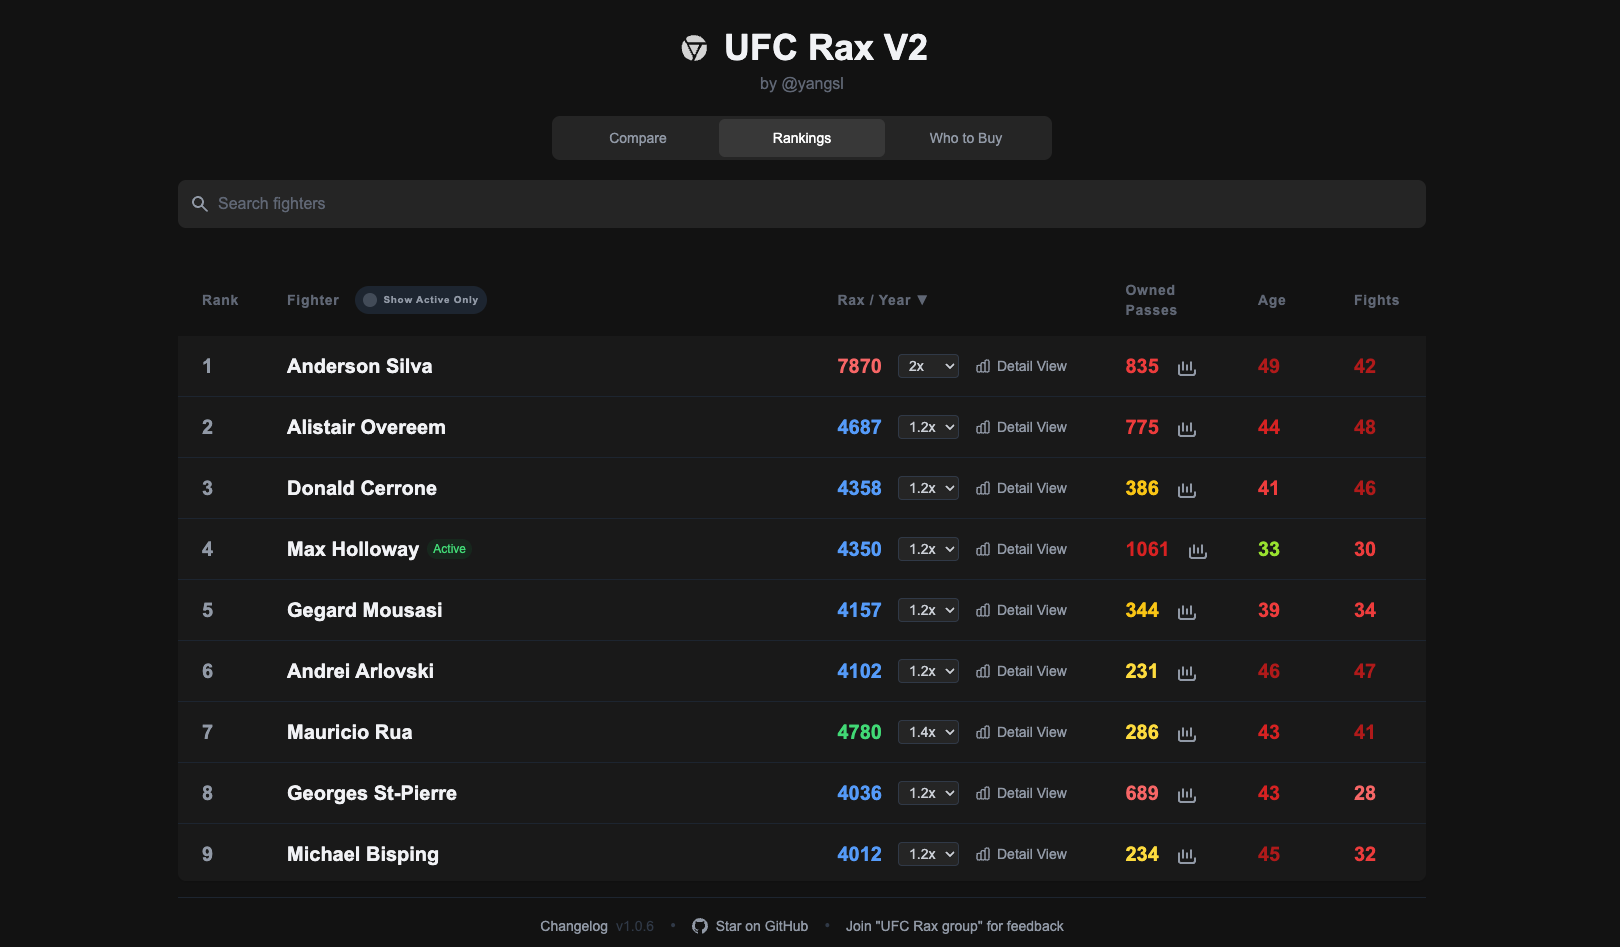 UFC Rax V2
by @yangsl
Compare Rankings Who to Buy
Search fighters
Rank Fighter Show Active Only Rax / Year ▼ Owned Passes Age Fights
1 Anderson Silva 7870 2x Detail View 835 49 42
2 Alistair Overeem 4687 1.2x Detail View 775 44 48
3 Donald Cerrone 4358 1.2x Detail View 386 41 46
4 Max Holloway Active 4350 1.2x Detail View 1061 33 30
5 Gegard Mousasi 4157 1.2x Detail View 344 39 34
6 Andrei Arlovski 4102 1.2x Detail View 231 46 47
7 Mauricio Rua 4780 1.4x Detail View 286 43 41
8 Georges St-Pierre 4036 1.2x Detail View 689 43 28
9 Michael Bisping 4012 1.2x Detail View 234 45 32
Changelog v1.0.6 • Star on GitHub • Join "UFC Rax group" for feedback